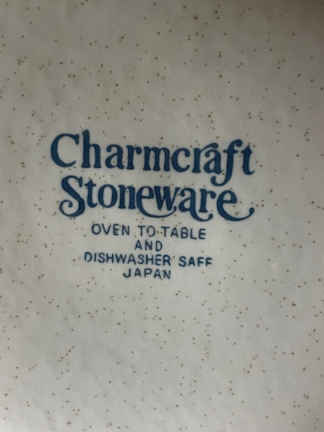 Charmcraft
Stoneware
OVEN TO TABLE
AND
DISHWASHER SAFE
JAPAN